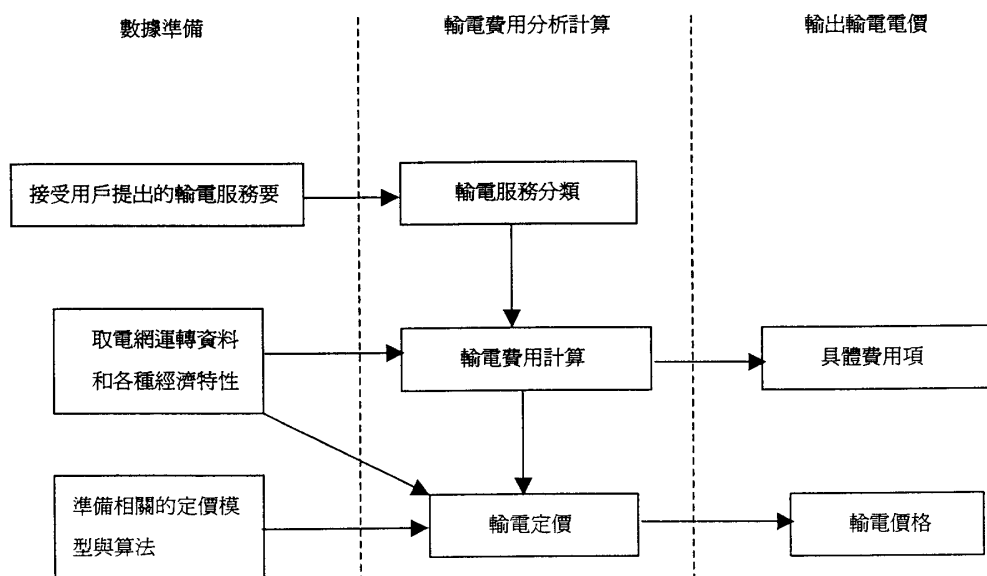 數據準備
輸電費用分析計算
輸出輸電電價
接受用戶提出的輸電服務要
輸電服務分類
取電網運轉資料
和各種經濟特性
輸電費用計算
具體費用項
準備相關的定價模
型與算法
輸電定價
輸電價格